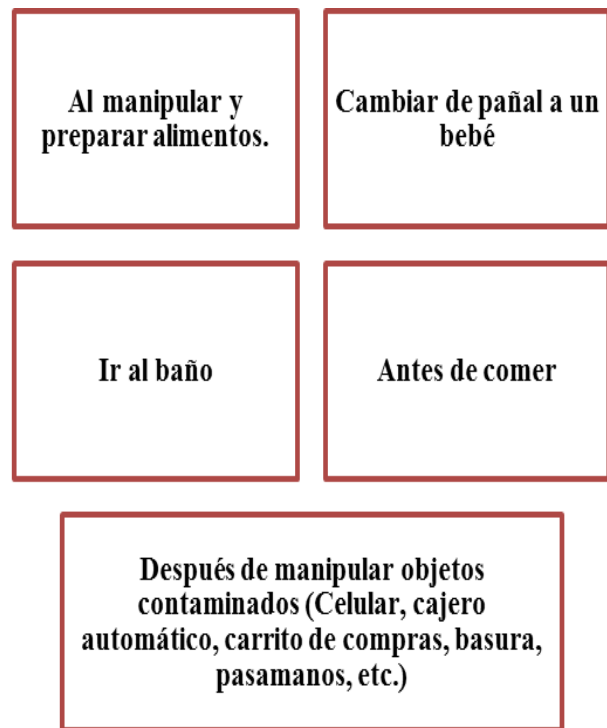 Al manipular y
preparar alimentos.
Cambiar de pañal a un
bebé
Ir al baño
Antes de comer
Después de manipular objetos
contaminados (Celular, cajero
automático, carrito de compras, basura,
pasamanos, etc.)